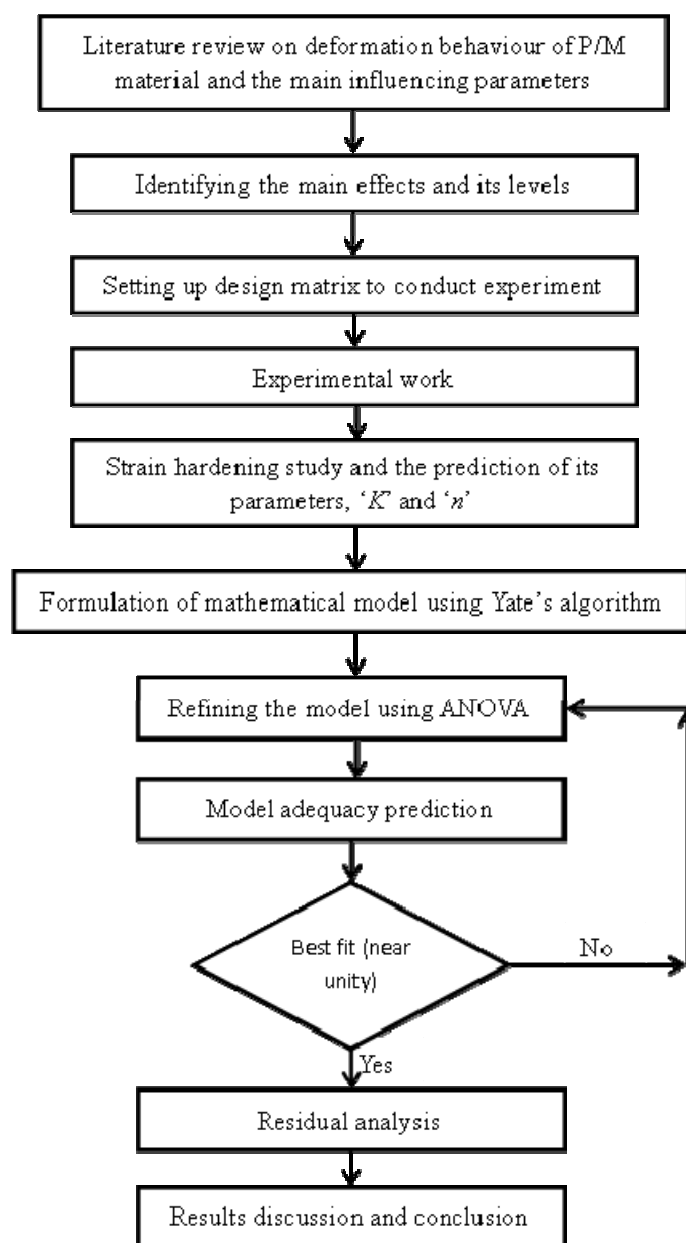 Literature review on deformation behaviour of P/M
material and the main influencing parameters
Identifying the main effects and its levels
Setting up design matrix to conduct experiment
Experimental work
Strain hardening study and the prediction of its
parameters, ‘K’ and ‘n’
Formulation of mathematical model using Yate’s algorithm
Refining the model using ANOVA
Model adequacy prediction
Best fit (near
unity)
No
Yes
Residual analysis
Results discussion and conclusion